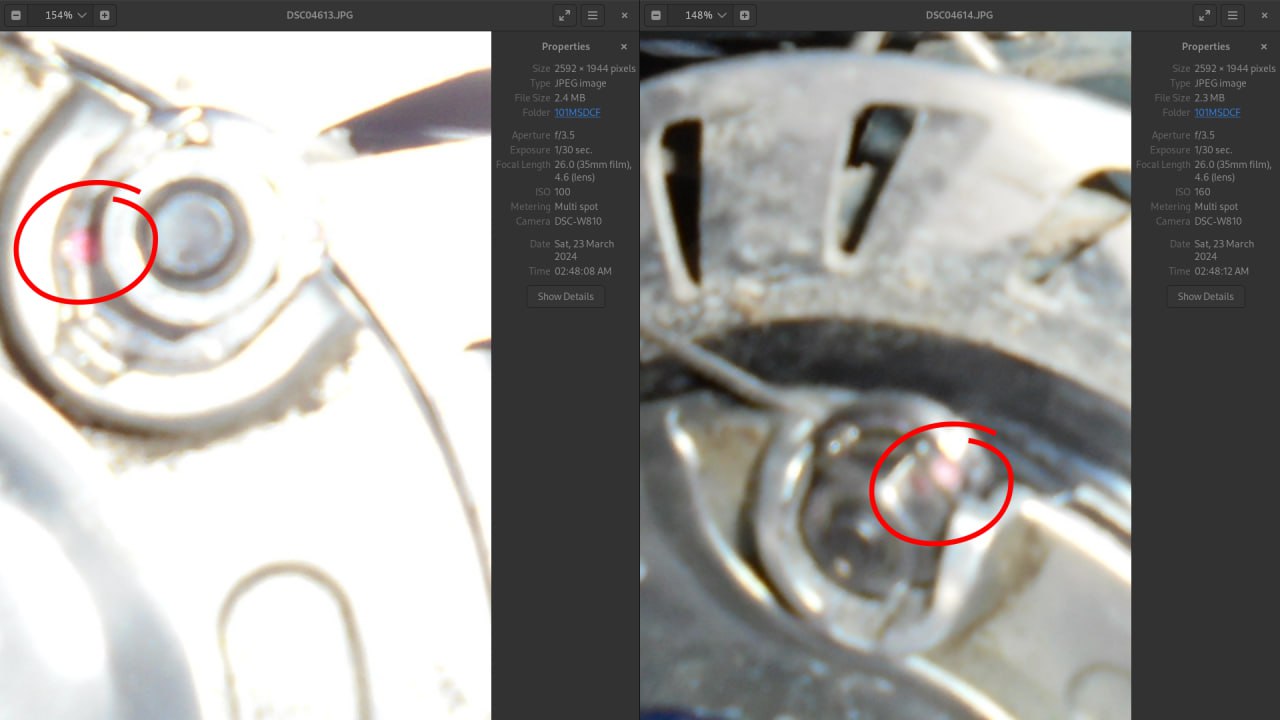 154%
DSC04613.JPG
Properties
Size 2592 × 1944 pixels
Type JPEG image
File Size 2.4 MB
Folder 101MSDCF
Aperture f/3.5
Exposure 1/30 sec.
Focal Length 26.0 (35mm film),
4.6 (lens)
ISO 100
Metering Multi spot
Camera DSC-W810
Date Sat, 23 March
2024
Time 02:48:08 AM
Show Details
148%
DSC04614.JPG
Properties
Size 2592 × 1944 pixels
Type JPEG image
File Size 2.3 MB
Folder 101MSDCF
Aperture f/3.5
Exposure 1/30 sec.
Focal Length 26.0 (35mm film),
4.6 (lens)
ISO 160
Metering Multi spot
Camera DSC-W810
Date Sat, 23 March
2024
Time 02:48:12 AM
Show Details